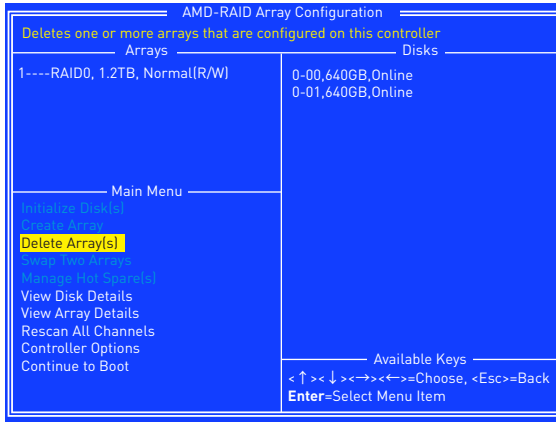 AMD-RAID Array Configuration
Deletes one or more arrays that are configured on this controller
Arrays
1----RAID0, 1.2TB, Normal(R/W)
Disks
0-00,640GB,Online
0-01,640GB,Online
Main Menu
Initialize Disk(s)
Create Array
Delete Array(s)
Swap Two Arrays
Manage Hot Spare(s)
View Disk Details
View Array Details
Rescan All Channels
Controller Options
Continue to Boot
Available Keys
<↑><↓><→><←>=Choose, <Esc>=Back
Enter=Select Menu Item